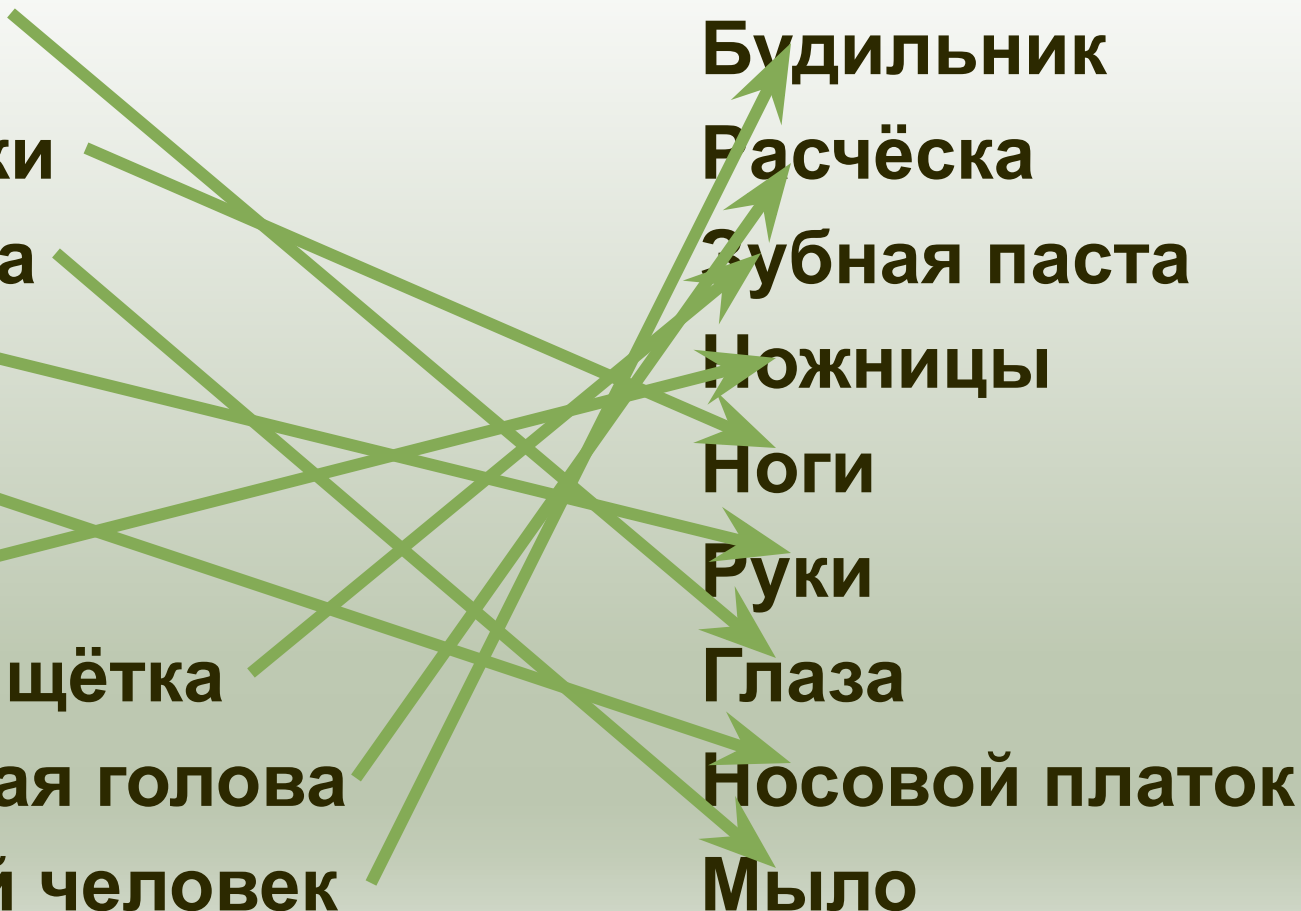 Будильник
ки Расчёска
а Зубная паста
Ножницы
Ноги
Руки
щётка Глаза
ая голова Носовой платок
й человек Мыло